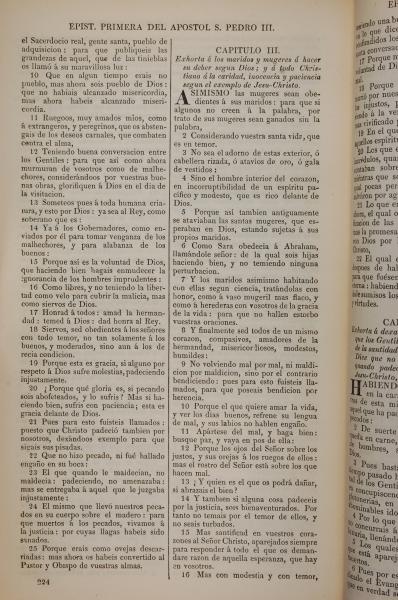 EPIST. PRIMERA DEL APOSTOL S. PEDRO III.
el Sacerdocio real, gente santa, pueblo de
adquisicion: para que publiqueis las
grandezas de aquel, que de las tinieblas
os llamó á su maravillosa luz:
10 Que en algun tiempo erais no
pueblo, mas ahora sois pueblo de Dios:
que no habiais alcanzado misericordia,
mas ahora habeis alcanzado miseri-
cordia.
11 Ruegoos, muy amados mios, como
á extrangeros, y peregrinos, que os absten-
gais de los deseos carnales, que combaten
contra el alma,
12 Teniendo buena conversacion entre
los Gentiles: para que asi como ahora
murmuran de vosotros como de malhe-
chores, considerándoos por vuestras bue-
nas obras, glorifiquen á Dios en el dia de
la visitacion.
13 Someteos pues á toda humana cria-
tura, y esto por Dios: ya sea al Rey, como
soberano que es:
14 Ya á los Gobernadores, como en-
viados por él para tomar venganza de los
malhechores, y para alabanza de los
buenos:
15 Porque asi es la voluntad de Dios,
que haciendo bien hagais enmudecer la
ignorancia de los hombres imprudentes:
16 Como libres, y no teniendo la liber-
tad como velo para cubrir la malicia, mas
como siervos de Dios.
17 Honrad á todos: amad la herman-
dad: temed á Dios: dad honra al Rey.
18 Siervos, sed obedientes á los señores
con todo temor, no tan solamente á los
buenos, y moderados, sino aun á los de
recia condicion.
19 Porque esta es gracia, si alguno por
respeto á Dios sufre molestias, padeciendo
injustamente.
20 ¿ Porque qué gloria es, si pecando
sois abofeteados, y lo sufris? Mas si ha-
ciendo bien, sufris con paciencia; esta es
gracia delante de Dios.
21 Pues para esto fuisteis llamados:
puesto que Christo padeció tambien por
nosotros, dexándoos exemplo para que
sigais sus pisadas.
22 Que no hizo pecado, ni fué hallado
engaño en su boca:
23 El que quando le maldecian, no
maldecia: padeciendo, no amenazaba:
mas se entregaba á aquel que le juzgaba
injustamente:
24 El mismo que llevó nuestros peca-
dos en su cuerpo sobre el madero: para
que muertos á los pecados, vivamos á
la justicia: por cuyas llagas habeis sido
sanados.
25 Porque erais como ovejas descar-
riadas: mas ahora os habeis convertido al
Pastor y Obispo de vuestras almas.
224
CAPITULO III.
Exhorta á los maridos y mugeres á hacer
su deber segun Dios; y á todo Chris-
tiano á la caridad, inocencia y paciencia
segun el exemplo de Jesu-Christo.
ASIMISMO las mugeres sean obe-
dientes á sus maridos: para que si
algunos no creen á la palabra, por el
trato de sus mugeres sean ganados sin la
palabra,
2 Considerando vuestra santa vida, que
es en temor.
3 No sea el adorno de estas exterior, ó
cabellera rizada, ó atavios de oro, ó gala
de vestidos:
4 Sino el hombre interior del corazon,
en incorruptibilidad de un espiritu pa-
cifico y modesto, que es rico delante de
Dios.
5 Porque asi tambien antiguamente
se ataviaban las santas mugeres, que es-
peraban en Dios, estando sujetas á sus
propios maridos.
6 Como Sara obedecia á Abraham,
llamándole señor: de la qual sois hijas
haciendo bien, y no temiendo ninguna
perturbacion.
7 Y los maridos asimismo habitando
con ellas segun ciencia, tratándolas con
honor, como á vaso mugeril mas flaco, y
como á herederas con vosotros de la gracia
de la vida: para que no hallen estorbo
vuestras oraciones.
8 Y finalmente sed todos de un mismo
corazon, compasivos, amadores de la
hermandad, misericordiosos, modestos,
humildes:
9 No volviendo mal por mal, ni maldi-
cion por maldicion, sino por el contrario
bendiciendo: pues para esto fuisteis lla-
mados, para que poseais bendicion por
herencia.
10 Porque el que quiere amar la vida,
y ver los dias buenos, refrene su lengua
de mal, y sus labios no hablen engaño.
11 Apártese del mal, y haga bien:
busque paz, y vaya en pos de ella:
12 Porque los ojos del Señor sobre los
justos, y sus orejas á los ruegos de ellos:
mas el rostro del Señor está sobre los que
hacen mal.
13 ¿ Y quien es el que os podrá dañar,
si abrazais el bien?
14 Y tambien si alguna cosa padeceis
por la justicia, sois bienaventurados. Por
tanto no temais por el temor de ellos, y
no seais turbados.
15 Mas santificad en vuestros cora-
zones al Señor Christo, aparejados siempre
para responder á todo el que os deman-
dare razon de aquella esperanza, que hay
en vosotros.
16 Mas con modestia y con temor,